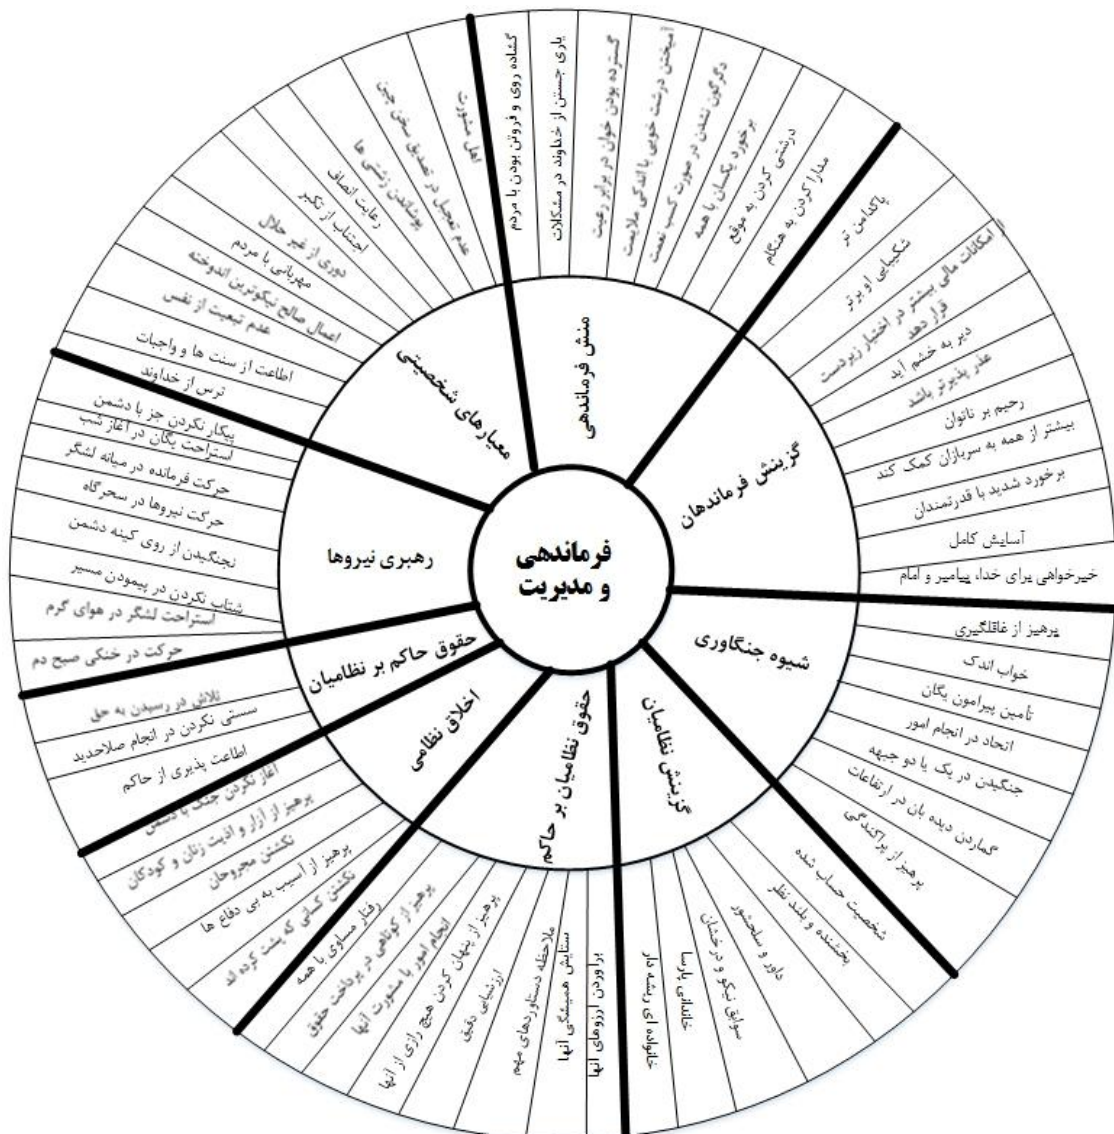 فرماندهی
و مدیریت
منش فرماندهی
گشاده روی و فروتن بودن با مردم
یاری جستن از خداوند در مشکلات
گسترده بودن خوان در برابر رعیت
آمیختن درشت خویی با اندکی ملایمت
دگرگون نشدن در صورت کسب نعمت
برخورد یکسان با همه
درشتی کردن به موقع
مدارا کردن به هنگام
گزینش فرماندهان
پاکدامن تر
شکیبایی او برتر
امکانات مالی بیشتر در اختیار زیردست
قرار دهد
دیر به خشم آید
عذر پذیرتر باشد
رحیم بر ناتوان
بیشتر از همه به سربازان کمک کند
برخورد شدید با قدرتمندان
آسایش کامل
خیرخواهی برای خدا، پیامبر و امام
شیوه جنگاوری
پرهیز از غافلگیری
خواب اندک
تأمین پیرامون یگان
اتحاد در انجام امور
جنگیدن در یک یا دو جبهه
گماردن دیده بان در ارتفاعات
پرهیز از پراکندگی
گزینش نظامیان
شخصیت حساب شده
بخشنده و بلند نظر
داور و سلحشور
سوابق نیکو و درخشان
خاندانی پارسا
خانواده ای ریشه دار
حقوق نظامیان بر حاکم
برآوردن آرزوهای آنها
ستایش همیشگی آنها
ملاحظه دستاوردهای مهم
ارزشیابی دقیق
پرهیز از پنهان کردن هیچ رازی از آنها
انجام امور با مشورت آنها
پرهیز از کوتاهی در پرداخت حقوق
رفتار مساوی با همه
اخلاق نظامی
نکشتن کسانی که پشت کرده اند
پرهیز از آسیب به بی دفاع ها
نکشتن مجروحان
پرهیز از آزار و اذیت زنان و کودکان
آغاز نکردن جنگ با دشمن
حقوق حاکم بر نظامیان
اطاعت پذیری از حاکم
سستی نکردن در انجام صلاحدید
تلاش در رسیدن به حق
رهبری نیروها
حرکت در خنکی صبح دم
استراحت لشگر در هوای گرم
شتاب نکردن در پیمودن مسیر
نجنگیدن از روی کینه دشمن
حرکت نیروها در سحرگاه
حرکت فرمانده در میانه لشگر
استراحت یگان در آغاز شب
پیکار نکردن جز با دشمن
معیارهای شخصیتی
ترس از خداوند
اطاعت از سنت ها و واجبات
عدم تبعیت از نفس
اعمال صالح نیکوترین اندوخته
مهربانی با مردم
دوری از غیر حلال
اجتناب از تکبر
رعایت انصاف
پوشاندن زشتی ها
عدم تعجیل در تصدیق سخن چین
اهل مشورت